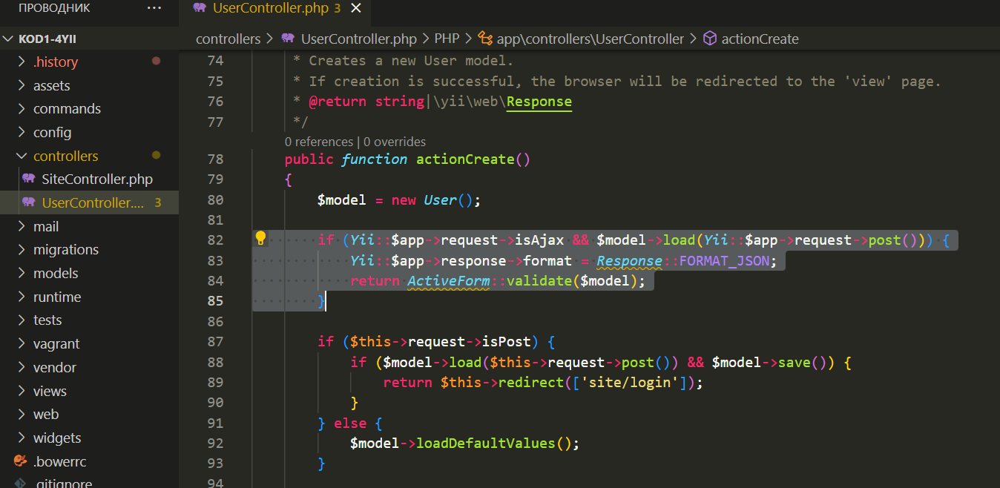 ПРОВОДНИК ···
UserController.php 3 ×
KOD1-4YII
controllers > UserController.php > PHP > app\controllers\UserController > actionCreate
.history
assets
commands
config
controllers
SiteController.php
UserController.... 3
mail
migrations
models
runtime
tests
vagrant
vendor
views
web
widgets
.bowerrc
.gitignore
74 * Creates a new User model.
75 * If creation is successful, the browser will be redirected to the 'view' page.
76 * @return string|\yii\web\Response
77 */
0 references | 0 overrides
78 public function actionCreate()
79 {
80 $model = new User();
81
82 if (Yii::$app->request->isAjax && $model->load(Yii::$app->request->post())) {
83 Yii::$app->response->format = Response::FORMAT_JSON;
84 return ActiveForm::validate($model);
85 }
86
87 if ($this->request->isPost) {
88 if ($model->load($this->request->post()) && $model->save()) {
89 return $this->redirect(['site/login']);
90 }
91 } else {
92 $model->loadDefaultValues();
93 }
94